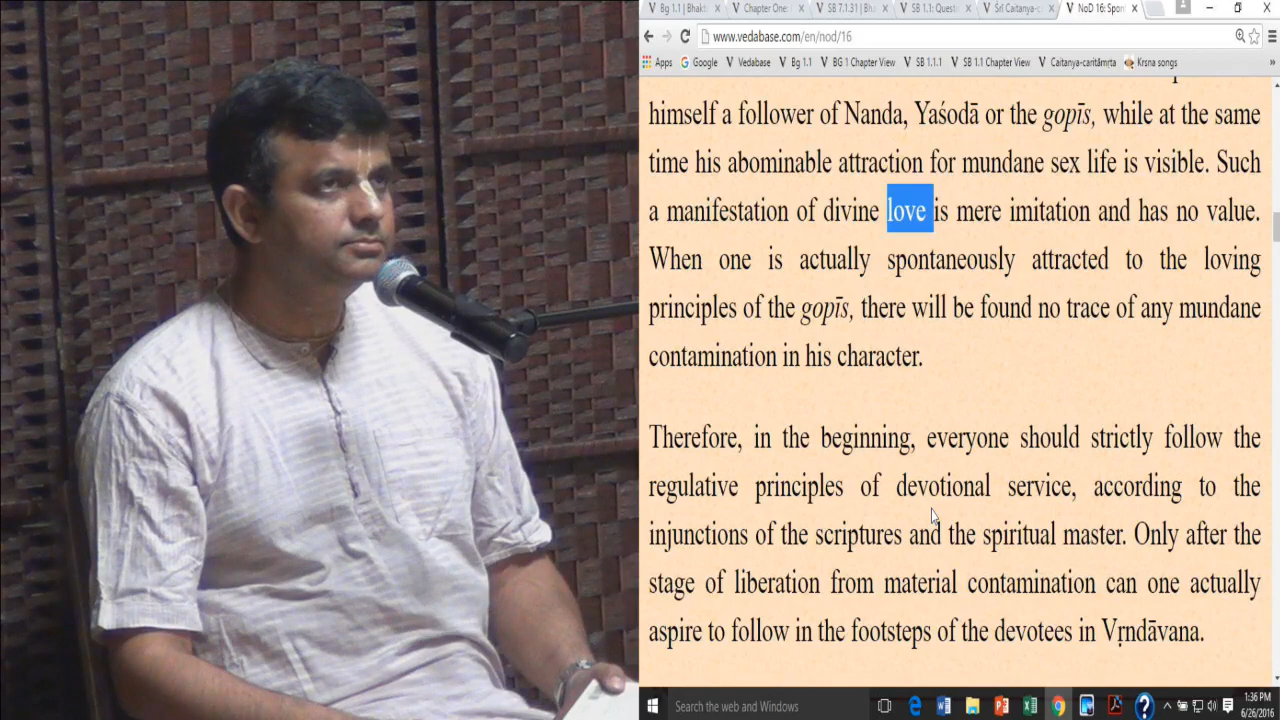 Bg 1.1 | Bhakt
Chapter One:
SB 7.1.31 | Bh
SB 1.1: Quest
Śrī Caitanya-c
NoD 16: Spon
www.vedabase.com/en/nod/16
Apps
Google
Vedabase
Bg 1.1
BG 1 Chapter View
SB 1.1.1
SB 1.1 Chapter View
Caitanya-caritāmṛta
Krsna songs
himself a follower of Nanda, Yaśodā or the gopīs, while at the same
time his abominable attraction for mundane sex life is visible. Such
a manifestation of divine love is mere imitation and has no value.
When one is actually spontaneously attracted to the loving
principles of the gopīs, there will be found no trace of any mundane
contamination in his character.
Therefore, in the beginning, everyone should strictly follow the
regulative principles of devotional service, according to the
injunctions of the scriptures and the spiritual master. Only after the
stage of liberation from material contamination can one actually
aspire to follow in the footsteps of the devotees in Vṛndāvana.
Search the web and Windows
1:36 PM
6/26/2016